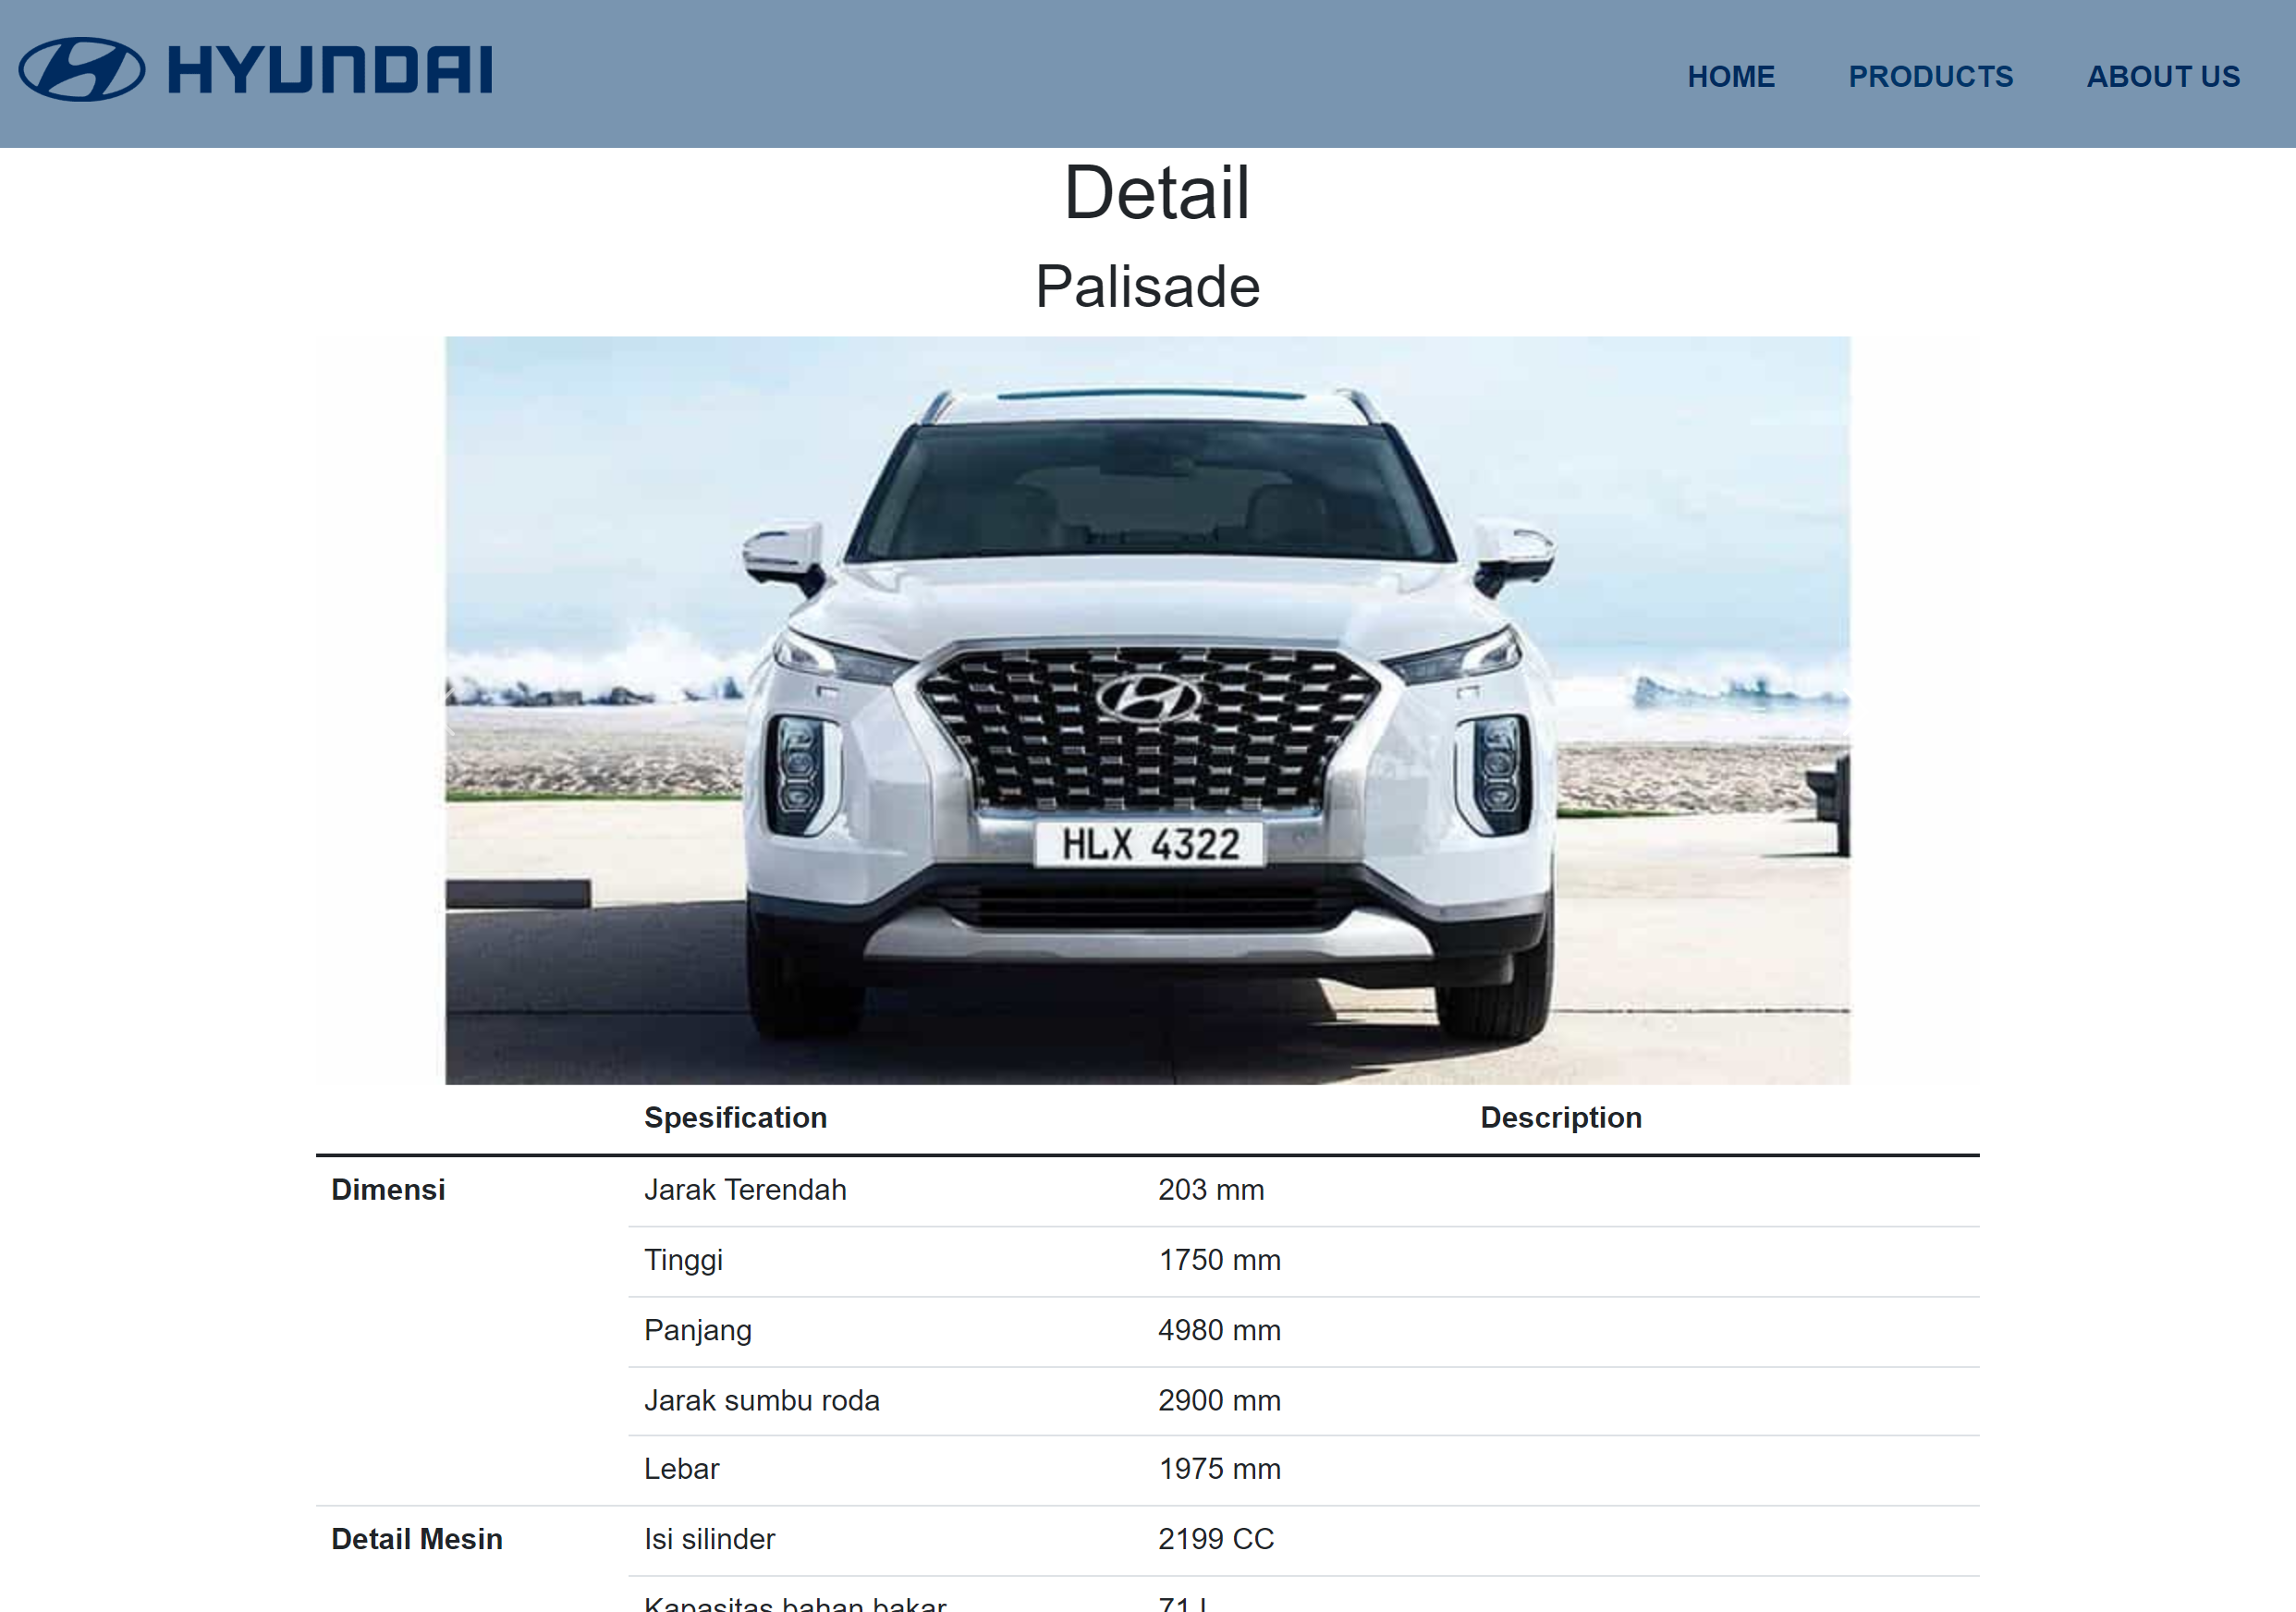 HYUNDAI HOME PRODUCTS ABOUT US
Detail
Palisade
HLX 4322
Spesification Description
Dimensi Jarak Terendah 203 mm
Tinggi 1750 mm
Panjang 4980 mm
Jarak sumbu roda 2900 mm
Lebar 1975 mm
Detail Mesin Isi silinder 2199 CC
Kapasitas bahan bakar 71 L